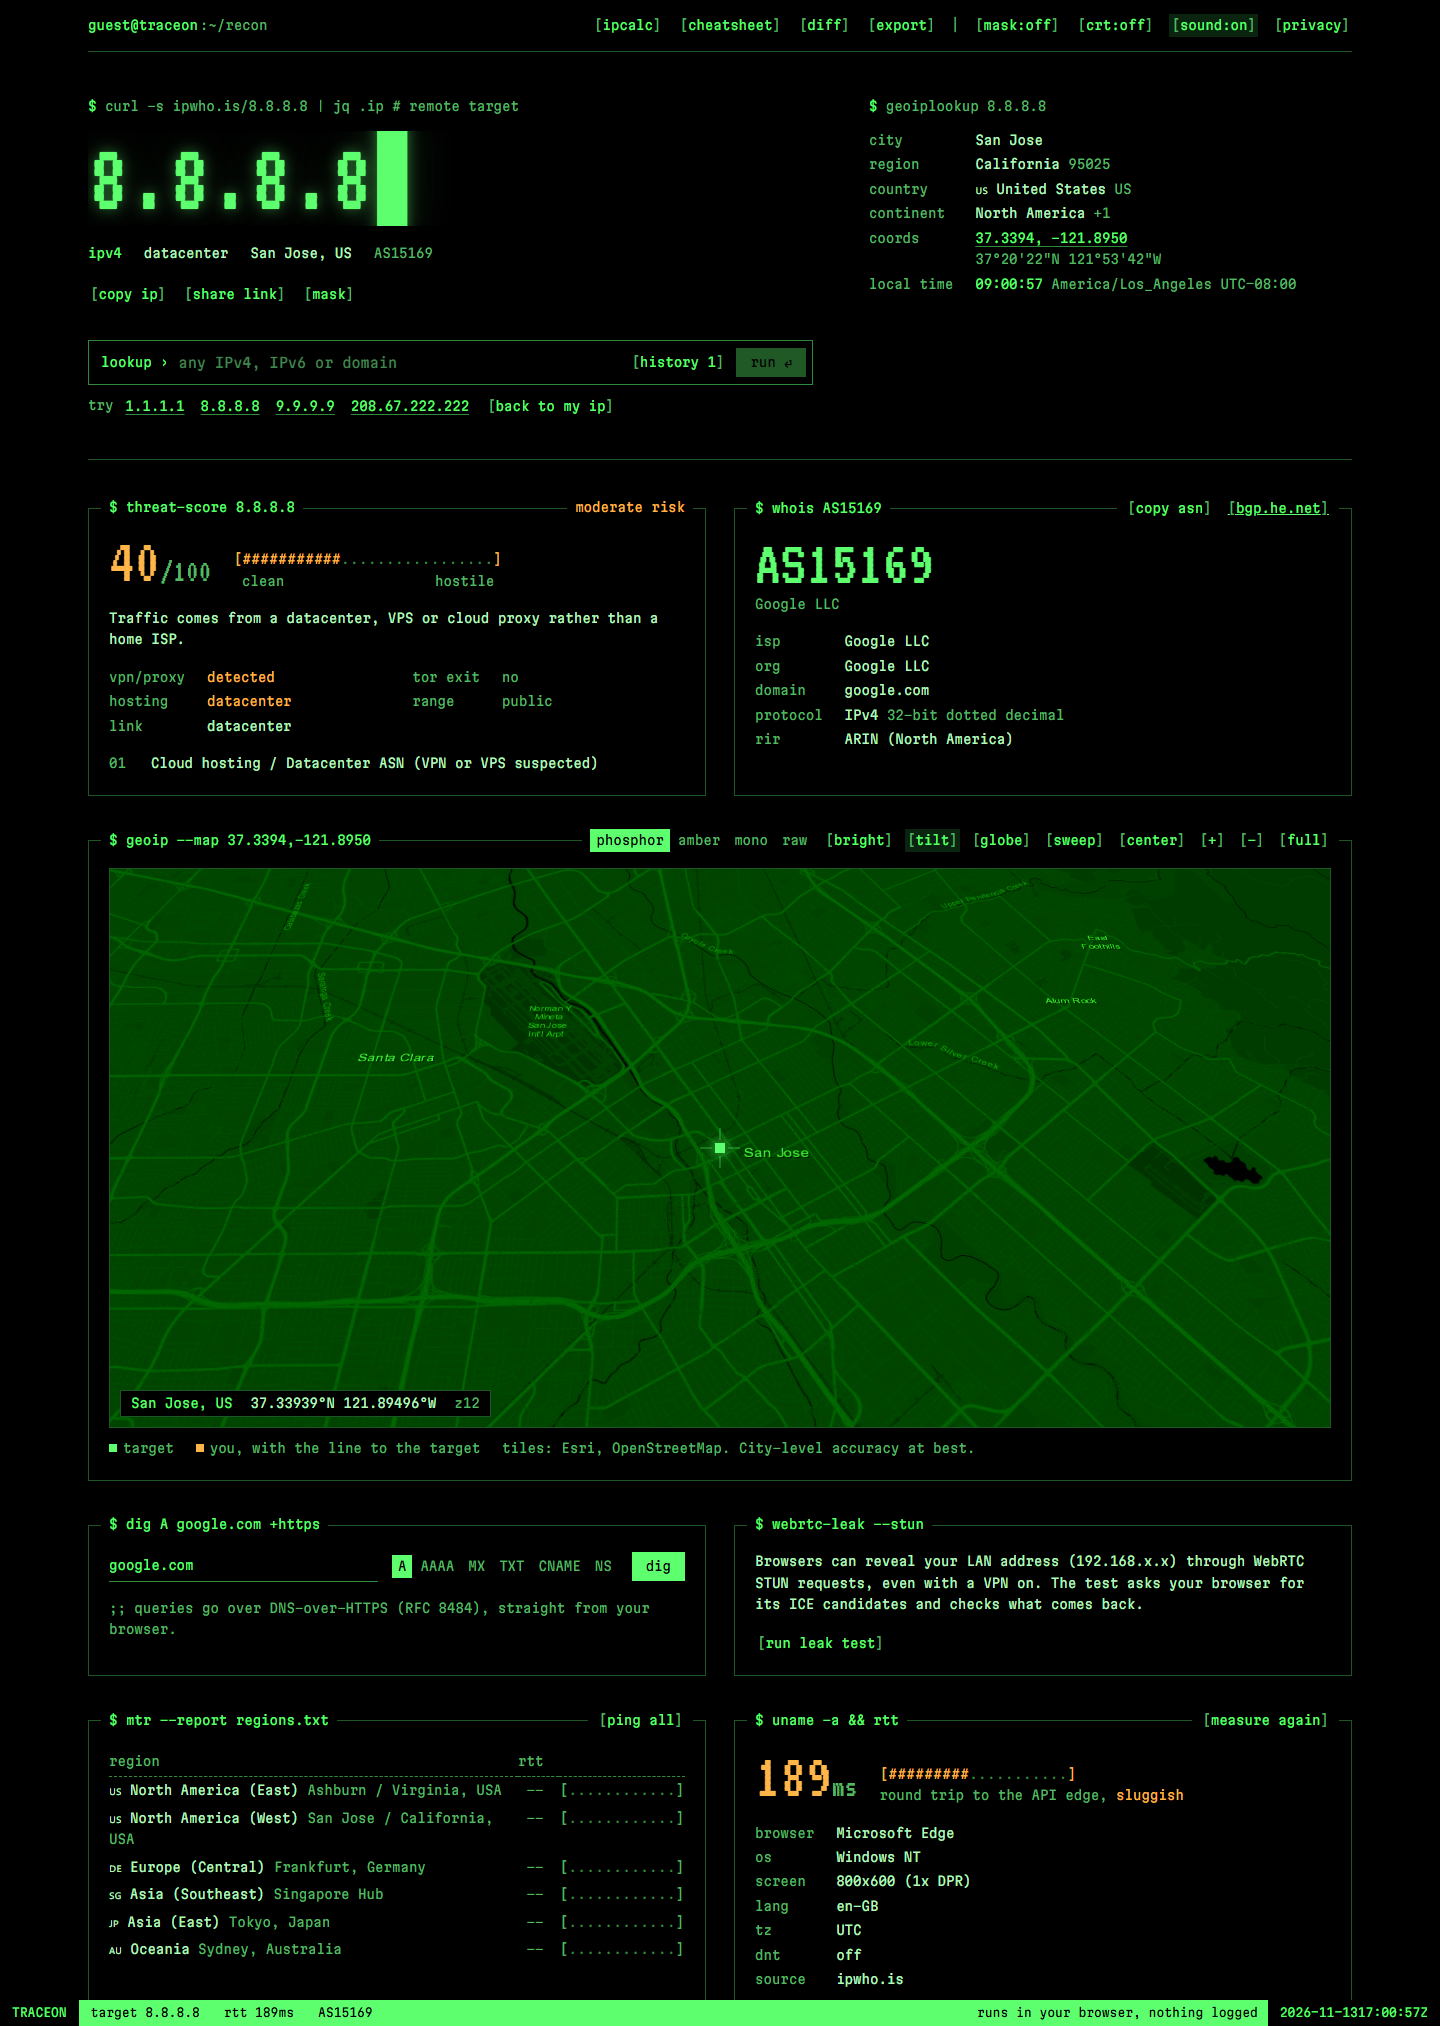 guest@traceon:~/recon
[ipcalc] [cheatsheet] [diff] [export] | [mask:off] [crt:off] [sound:on] [privacy]
$ curl -s ipwho.is/8.8.8.8 | jq .ip # remote target
8.8.8.8
ipv4 datacenter San Jose, US AS15169
[copy ip] [share link] [mask]
$ geoiplookup 8.8.8.8
city San Jose
region California 95025
country US United States US
continent North America +1
coords 37.3394, -121.8950
37°20'22"N 121°53'42"W
local time 09:00:57 America/Los_Angeles UTC-08:00
lookup › any IPv4, IPv6 or domain [history 1] run ⏎
try 1.1.1.1 8.8.8.8 9.9.9.9 208.67.222.222 [back to my ip]
$ threat-score 8.8.8.8 moderate risk
40/100 [###########.................]
clean hostile
Traffic comes from a datacenter, VPS or cloud proxy rather than a
home ISP.
vpn/proxy detected tor exit no
hosting datacenter range public
link datacenter
01 Cloud hosting / Datacenter ASN (VPN or VPS suspected)
$ whois AS15169 [copy asn] [bgp.he.net]
AS15169
Google LLC
isp Google LLC
org Google LLC
domain google.com
protocol IPv4 32-bit dotted decimal
rir ARIN (North America)
$ geoip --map 37.3394,-121.8950 phosphor amber mono raw [bright] [tilt] [globe] [sweep] [center] [+] [-] [full]
Upper Penitencia Creek
Coyote Creek
East
Foothills
Alum Rock
Norman Y
Mineta
San Jose
Int'l Arpt
Lower Silver Creek
Santa Clara
San Jose
San Jose, US 37.33939°N 121.89496°W z12
target you, with the line to the target tiles: Esri, OpenStreetMap. City-level accuracy at best.
$ dig A google.com +https
google.com A AAAA MX TXT CNAME NS dig
;; queries go over DNS-over-HTTPS (RFC 8484), straight from your
browser.
$ webrtc-leak --stun
Browsers can reveal your LAN address (192.168.x.x) through WebRTC
STUN requests, even with a VPN on. The test asks your browser for
its ICE candidates and checks what comes back.
[run leak test]
$ mtr --report regions.txt [ping all]
region rtt
US North America (East) Ashburn / Virginia, USA -- [............]
US North America (West) San Jose / California, -- [............]
USA
DE Europe (Central) Frankfurt, Germany -- [............]
SG Asia (Southeast) Singapore Hub -- [............]
JP Asia (East) Tokyo, Japan -- [............]
AU Oceania Sydney, Australia -- [............]
$ uname -a && rtt [measure again]
189ms [#########...........]
round trip to the API edge, sluggish
browser Microsoft Edge
os Windows NT
screen 800x600 (1x DPR)
lang en-GB
tz UTC
dnt off
source ipwho.is
TRACEON target 8.8.8.8 rtt 189ms AS15169 runs in your browser, nothing logged 2026-11-1317:00:57Z